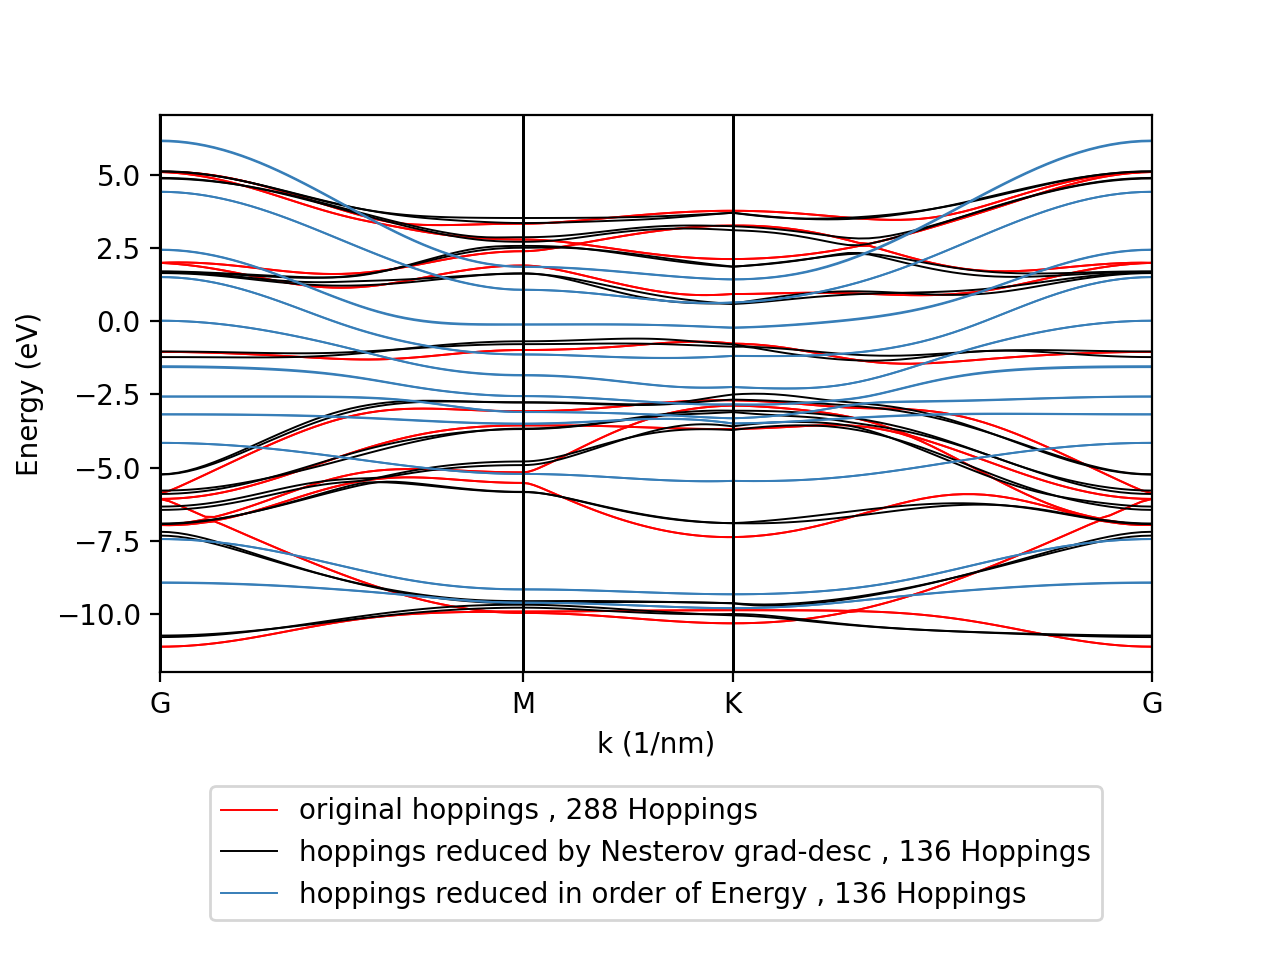 5.0
2.5
0.0
−2.5
−5.0
−7.5
−10.0
Energy (eV)
G M K G
k (1/nm)
original hoppings , 288 Hoppings
hoppings reduced by Nesterov grad-desc , 136 Hoppings
hoppings reduced in order of Energy , 136 Hoppings